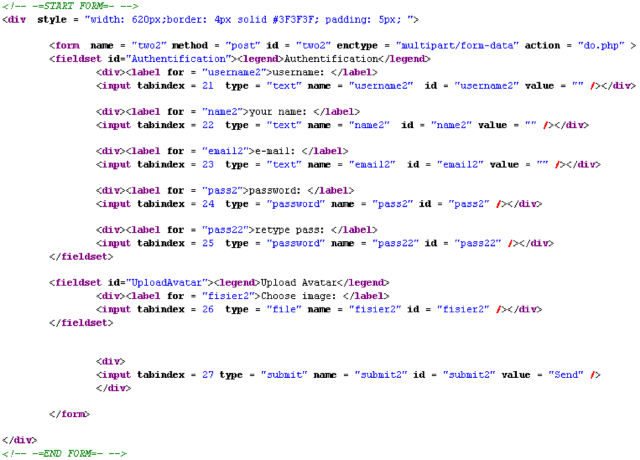 <!-- -=START FORM=- -->
<div  style = "width: 620px;border: 4px solid #3F3F3F; padding: 5px; ">
<form  name = "two2" method = "post" id = "two2" enctype = "multipart/form-data" action = "do.php" >
<fieldset id="Authentification"><legend>Authentification</legend>
<div><label for = "username2">username: </label>
<input tabindex = 21  type = "text" name = "username2"  id = "username2" value = "" /></div>
<div><label for = "name2">your name: </label>
<input tabindex = 22  type = "text" name = "name2"  id = "name2" value = "" /></div>
<div><label for = "email2">e-mail: </label>
<input tabindex = 23  type = "text" name = "email2"  id = "email2" value = "" /></div>
<div><label for = "pass2">password: </label>
<input tabindex = 24  type = "password" name = "pass2" id = "pass2" /></div>
<div><label for = "pass22">retype pass: </label>
<input tabindex = 25  type = "password" name = "pass22" id = "pass22" /></div>
</fieldset>
<fieldset id="UploadAvatar"><legend>Upload Avatar</legend>
<div><label for = "fisier2">Choose image: </label>
<input tabindex = 26  type = "file" name = "fisier2" id = "fisier2" /></div>
</fieldset>
<div>
<input tabindex = 27 type = "submit" name = "submit2" id = "submit2" value = "Send" />
</div>
</form>
</div>
<!-- -=END FORM=- -->